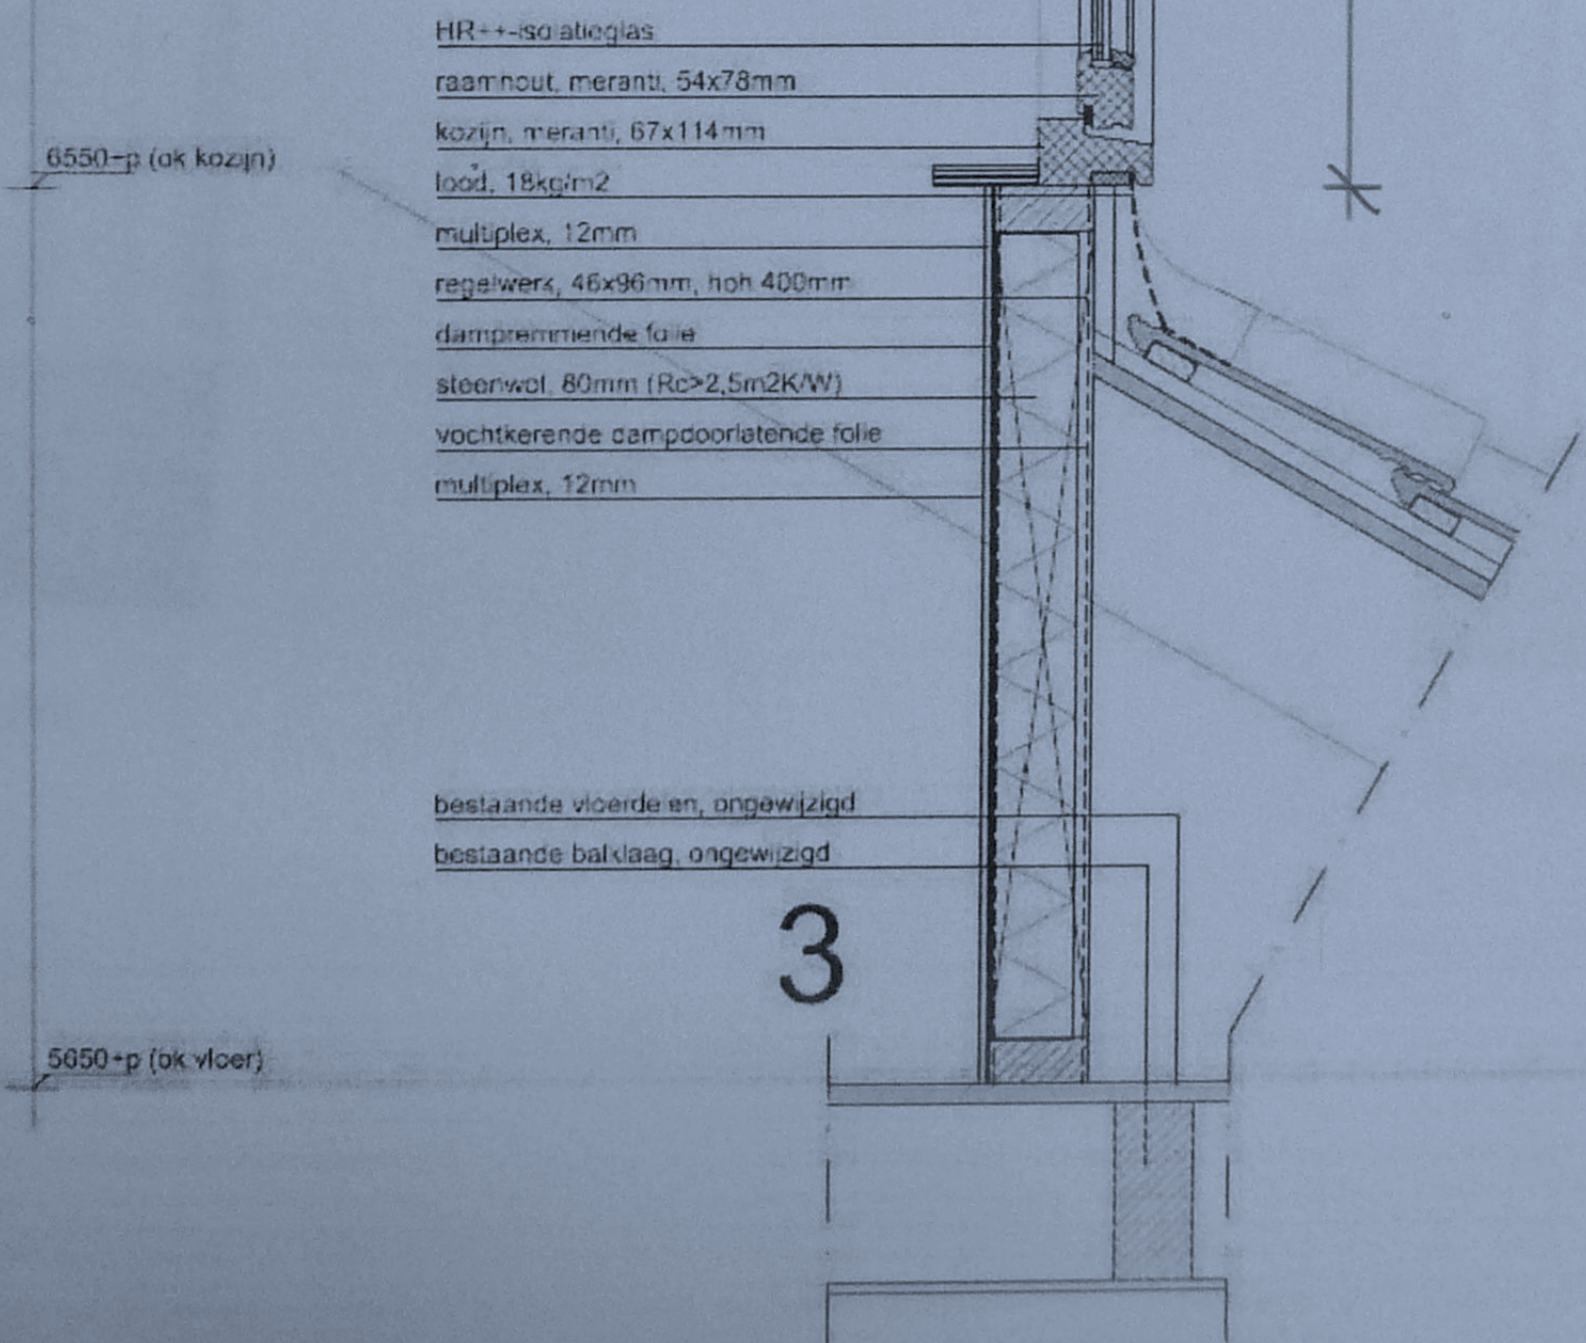 HR++-isolatieglas
raamhout, meranti, 54x78mm
kozijn, meranti, 67x114mm
6550+p (ok kozijn)
lood, 18kg/m2
multiplex, 12mm
regelwerk, 46x96mm, hoh 400mm
dampremmende folie
steenwol, 80mm (Rc>2,5m2K/W)
vochtkerende dampdoorlatende folie
multiplex, 12mm
bestaande vloerdelen, ongewijzigd
bestaande balklaag, ongewijzigd
3
5650+p (bk vloer)